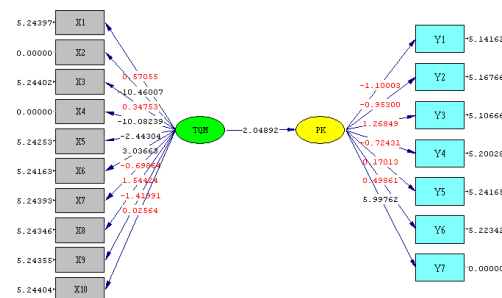 5.24397 X1
0.00000 X2
5.24402 X3
0.00000 X4
5.24253 X5
5.24163 X6
5.24393 X7
5.24346 X8
5.24355 X9
5.24404 X10
0.57055
-10.46007
0.34753
-10.08239
-2.44304
3.03663
-0.69864
1.54424
-1.41991
0.02564
TQM
2.04892
PK
-1.10003
-0.95300
1.26849
-0.72431
0.17013
0.49861
5.99762
Y1 5.14162
Y2 5.16766
Y3 5.10666
Y4 5.20028
Y5 5.24165
Y6 5.22342
Y7 0.00000